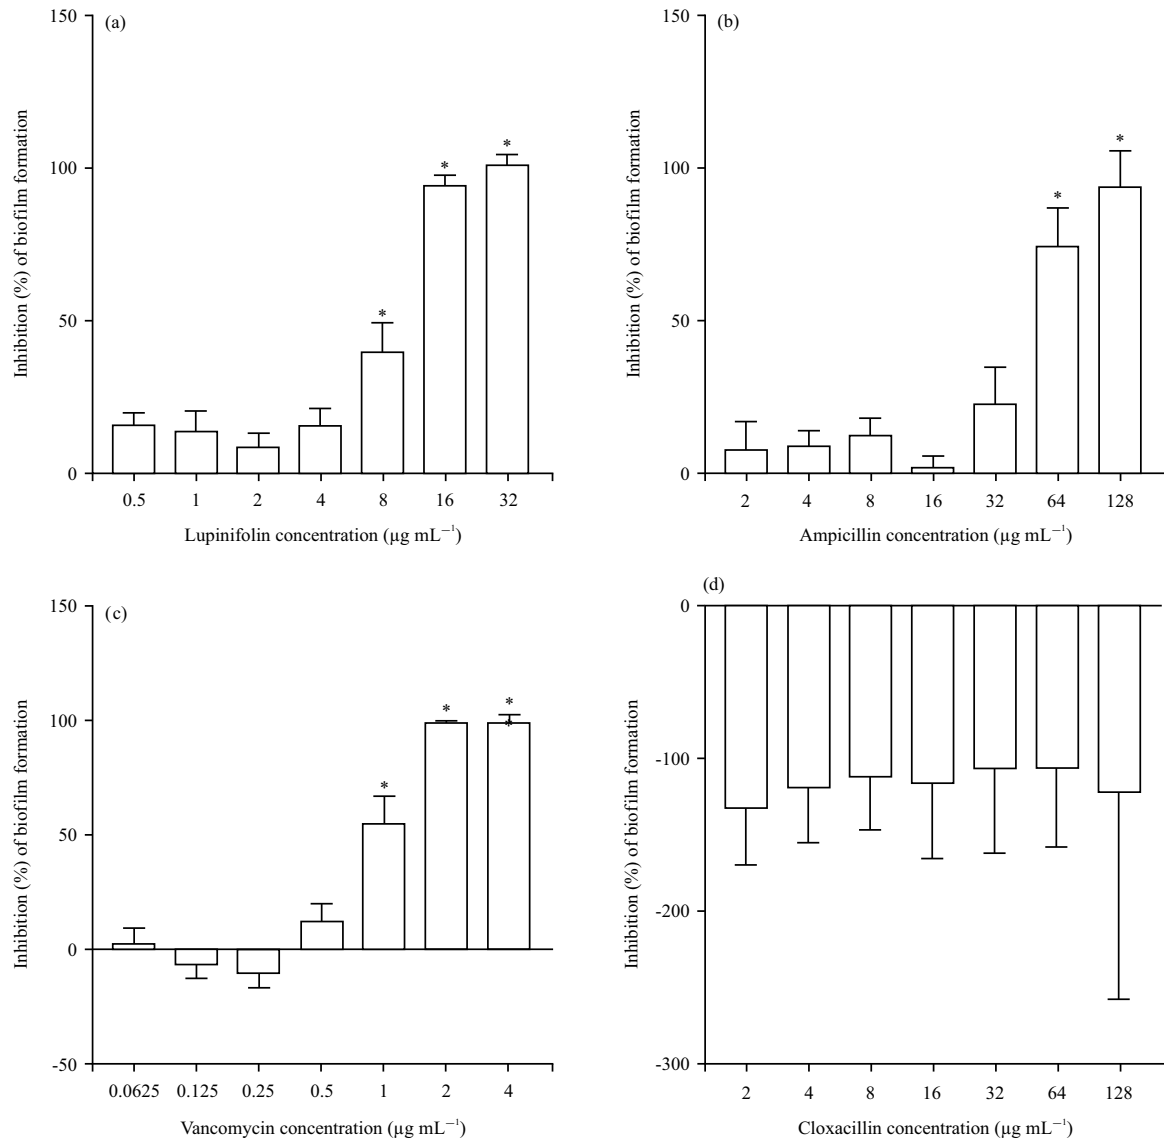 (a)
150
100
50
0
Inhibition (%) of biofilm formation
* * *
0.5 1 2 4 8 16 32
Lupinifolin concentration (µg mL⁻¹)
(b)
150
100
50
0
Inhibition (%) of biofilm formation
* *
2 4 8 16 32 64 128
Ampicillin concentration (µg mL⁻¹)
(c)
150
100
50
0
-50
Inhibition (%) of biofilm formation
* * * *
0.0625 0.125 0.25 0.5 1 2 4
Vancomycin concentration (µg mL⁻¹)
(d)
0
-100
-200
-300
Inhibition (%) of biofilm formation
2 4 8 16 32 64 128
Cloxacillin concentration (µg mL⁻¹)